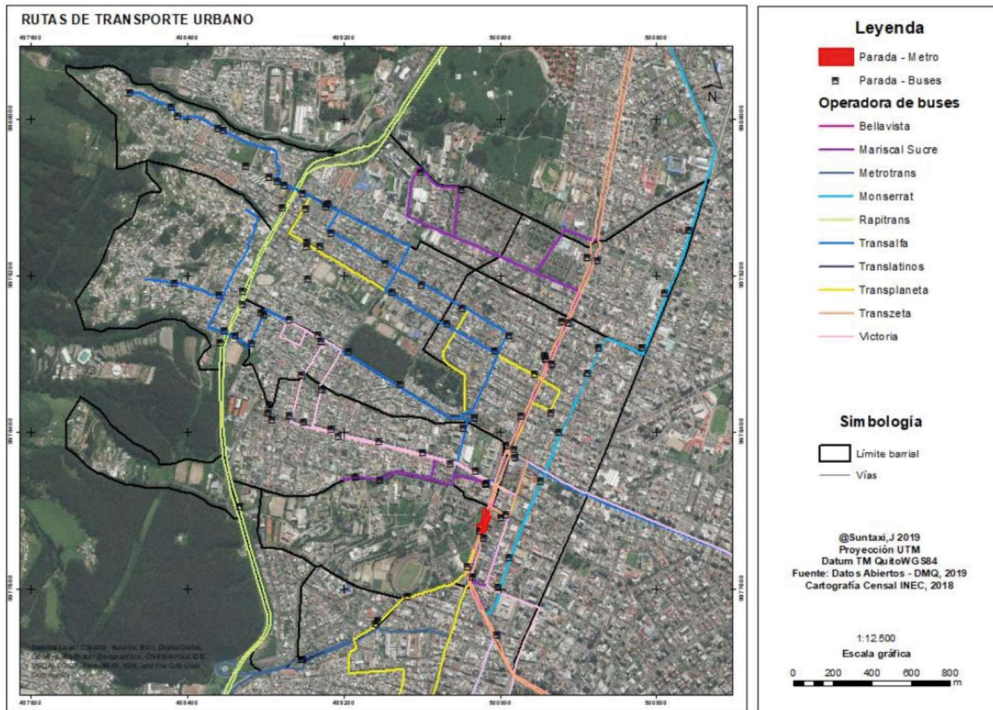 RUTAS DE TRANSPORTE URBANO
N
Leyenda
Parada - Metro
Parada - Buses
Operadora de buses
Bellavista
Mariscal Sucre
Metrotrans
Monserrat
Rapitrans
Transalfa
Translatinos
Transplaneta
Transzeta
Victoria
Simbología
Límite barrial
Vías
@Suntaxi,J 2019
Proyección UTM
Datum TM QuitoWGS84
Fuente: Datos Abiertos - DMQ, 2019
Cartografía Censal INEC, 2018
1:12.500
Escala gráfica
0 200 400 600 800
m